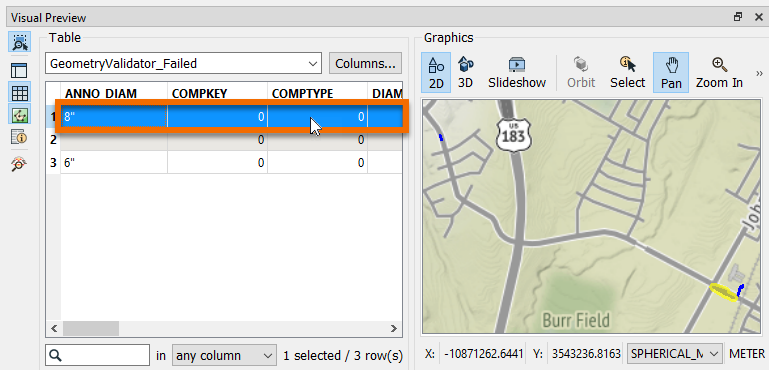 Visual Preview
Table
GeometryValidator_Failed
Columns...
ANNO_DIAM COMPKEY COMPTYPE DIAM
1 8" 0 0
2 0 0
3 6" 0 0
in any column 1 selected / 3 row(s)
Graphics
2D 3D Slideshow Orbit Select Pan Zoom In »
US
183
Joh
Burr Field
X: -10871262.6441 Y: 3543236.8163 SPHERICAL_M METER